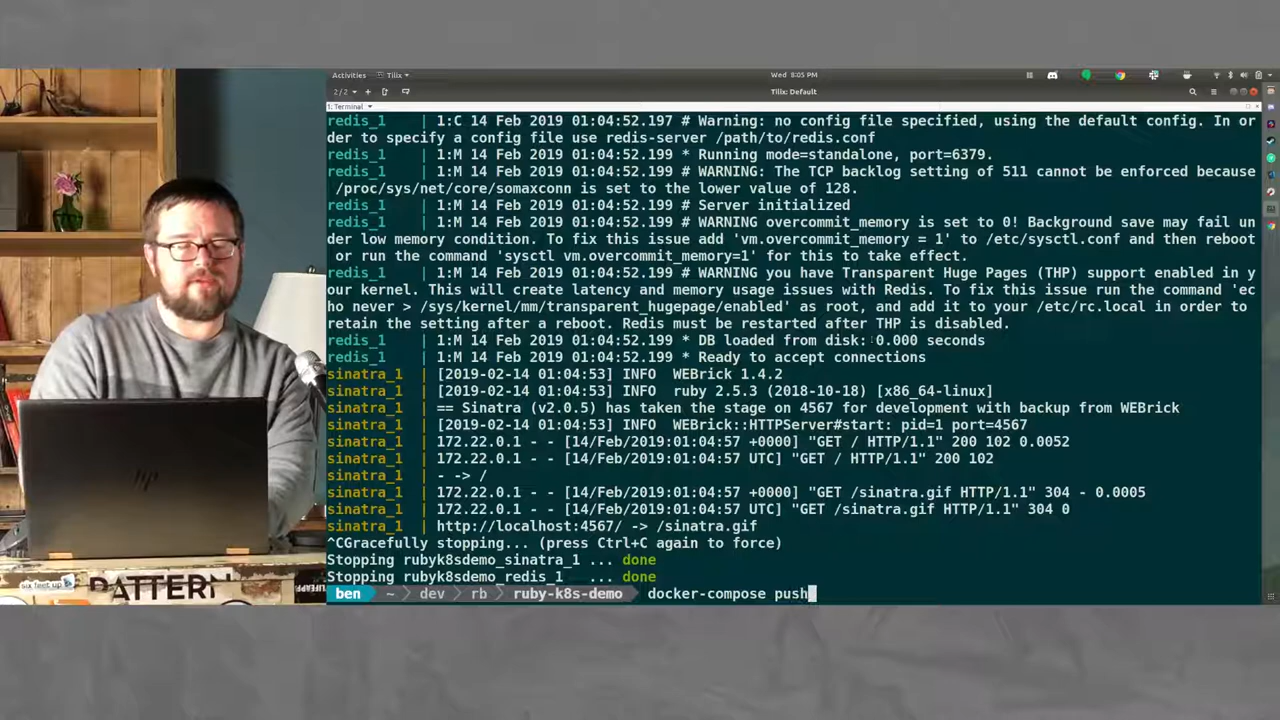 Activities
Tilix
Wed 8:05 PM
2/2
Tilix: Default
1: Terminal
redis_1 | 1:C 14 Feb 2019 01:04:52.197 # Warning: no config file specified, using the default config. In or
der to specify a config file use redis-server /path/to/redis.conf
redis_1 | 1:M 14 Feb 2019 01:04:52.199 * Running mode=standalone, port=6379.
redis_1 | 1:M 14 Feb 2019 01:04:52.199 # WARNING: The TCP backlog setting of 511 cannot be enforced because
/proc/sys/net/core/somaxconn is set to the lower value of 128.
redis_1 | 1:M 14 Feb 2019 01:04:52.199 # Server initialized
redis_1 | 1:M 14 Feb 2019 01:04:52.199 # WARNING overcommit_memory is set to 0! Background save may fail un
der low memory condition. To fix this issue add 'vm.overcommit_memory = 1' to /etc/sysctl.conf and then reboot
or run the command 'sysctl vm.overcommit_memory=1' for this to take effect.
redis_1 | 1:M 14 Feb 2019 01:04:52.199 # WARNING you have Transparent Huge Pages (THP) support enabled in y
our kernel. This will create latency and memory usage issues with Redis. To fix this issue run the command 'ec
ho never > /sys/kernel/mm/transparent_hugepage/enabled' as root, and add it to your /etc/rc.local in order to
retain the setting after a reboot. Redis must be restarted after THP is disabled.
redis_1 | 1:M 14 Feb 2019 01:04:52.199 * DB loaded from disk: 0.000 seconds
redis_1 | 1:M 14 Feb 2019 01:04:52.199 * Ready to accept connections
sinatra_1 | [2019-02-14 01:04:53] INFO WEBrick 1.4.2
sinatra_1 | [2019-02-14 01:04:53] INFO ruby 2.5.3 (2018-10-18) [x86_64-linux]
sinatra_1 | == Sinatra (v2.0.5) has taken the stage on 4567 for development with backup from WEBrick
sinatra_1 | [2019-02-14 01:04:53] INFO WEBrick::HTTPServer#start: pid=1 port=4567
sinatra_1 | 172.22.0.1 - - [14/Feb/2019:01:04:57 +0000] "GET / HTTP/1.1" 200 102 0.0052
sinatra_1 | 172.22.0.1 - - [14/Feb/2019:01:04:57 UTC] "GET / HTTP/1.1" 200 102
sinatra_1 | - -> /
sinatra_1 | 172.22.0.1 - - [14/Feb/2019:01:04:57 +0000] "GET /sinatra.gif HTTP/1.1" 304 - 0.0005
sinatra_1 | 172.22.0.1 - - [14/Feb/2019:01:04:57 UTC] "GET /sinatra.gif HTTP/1.1" 304 0
sinatra_1 | http://localhost:4567/ -> /sinatra.gif
^CGracefully stopping... (press Ctrl+C again to force)
Stopping rubyk8sdemo_sinatra_1 ... done
Stopping rubyk8sdemo_redis_1 ... done
ben ~ dev rb ruby-k8s-demo docker-compose push
hp
six feet up
PATTERN